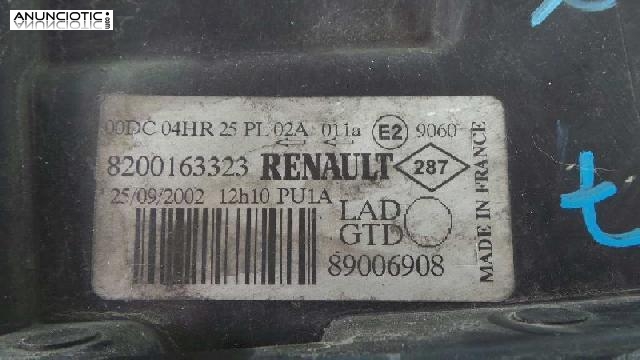 ANUNCIOTIC
.com
00DC 04HR 25 PL 02A 011a E2 9060
8200163323 RENAULT 287
25/09/2002 12h10 PU1A
LAD
GTD
89006908
MADE IN FRANCE